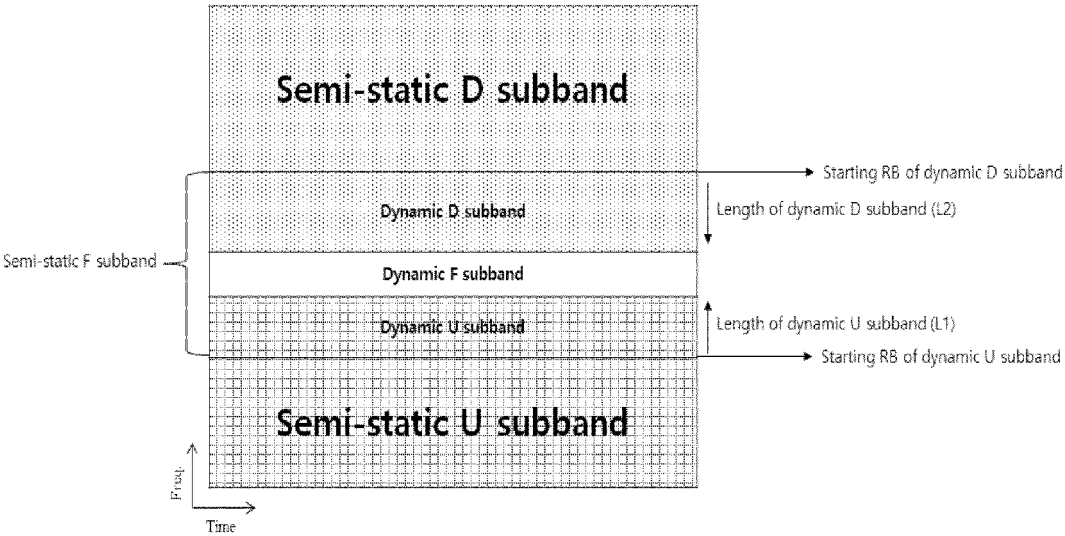 Semi-static D subband
Starting RB of dynamic D subband
Dynamic D subband
Length of dynamic D subband (L2)
Semi-static F subband
Dynamic F subband
Dynamic U subband
Length of dynamic U subband (L1)
Starting RB of dynamic U subband
Semi-static U subband
Freq.
Time